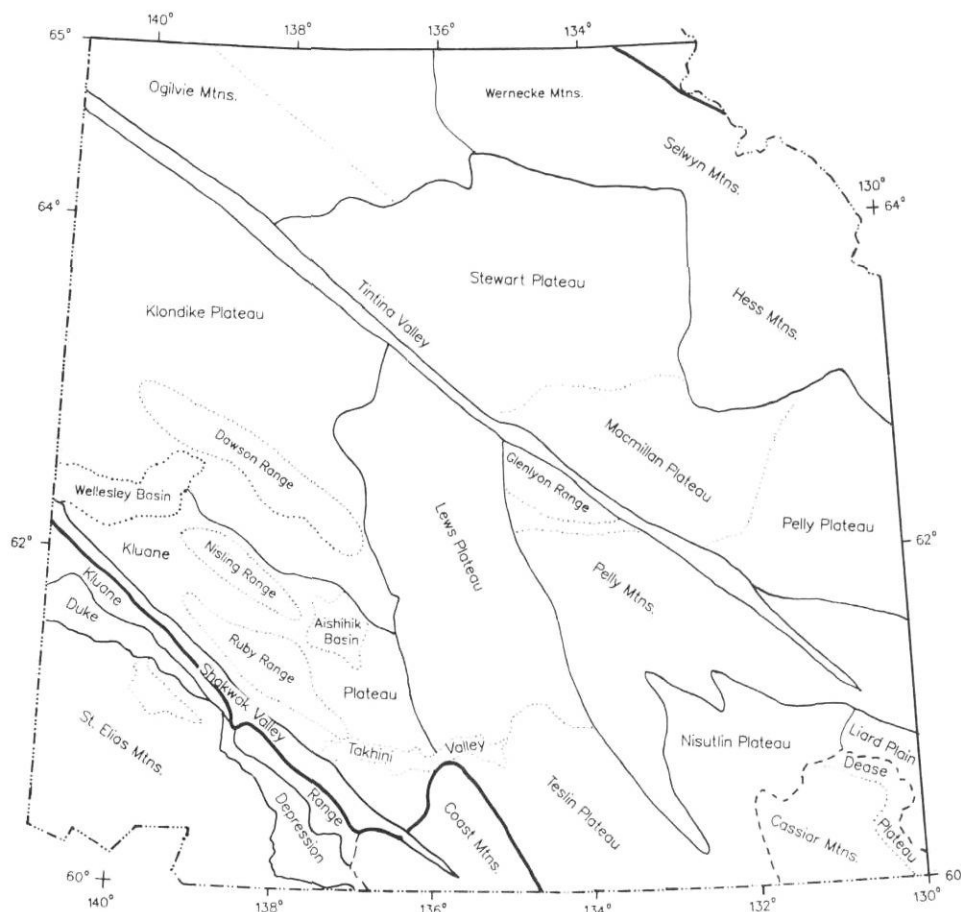 140°
138°
136°
134°
65°
Ogilvie Mtns.
Wernecke Mtns.
Selwyn Mtns.
130°
64°
64°
Tintina Valley
Stewart Plateau
Hess Mtns.
Klondike Plateau
Dawson Range
Macmillan Plateau
Glenlyon Range
Wellesley Basin
Lews Plateau
Pelly Plateau
62°
62°
Kluane
Nisling Range
Pelly Mtns.
Kluane
Duke
Aishihik
Basin
Ruby Range
Shakwak Valley
Plateau
St. Elias Mtns.
Takhini
Valley
Nisutlin Plateau
Liard Plain
Dease
Range
Teslin Plateau
Depression
Coast Mtns.
Cassiar Mtns.
Plateau
60°
60°
140°
138°
136°
134°
132°
130°